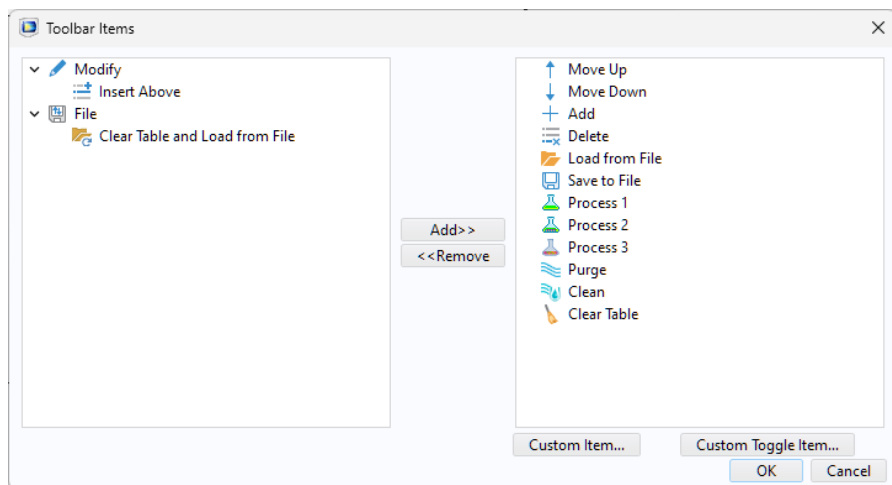 Toolbar Items
Modify
Insert Above
File
Clear Table and Load from File
Add>>
<<Remove
Move Up
Move Down
Add
Delete
Load from File
Save to File
Process 1
Process 2
Process 3
Purge
Clean
Clear Table
Custom Item...
Custom Toggle Item...
OK
Cancel